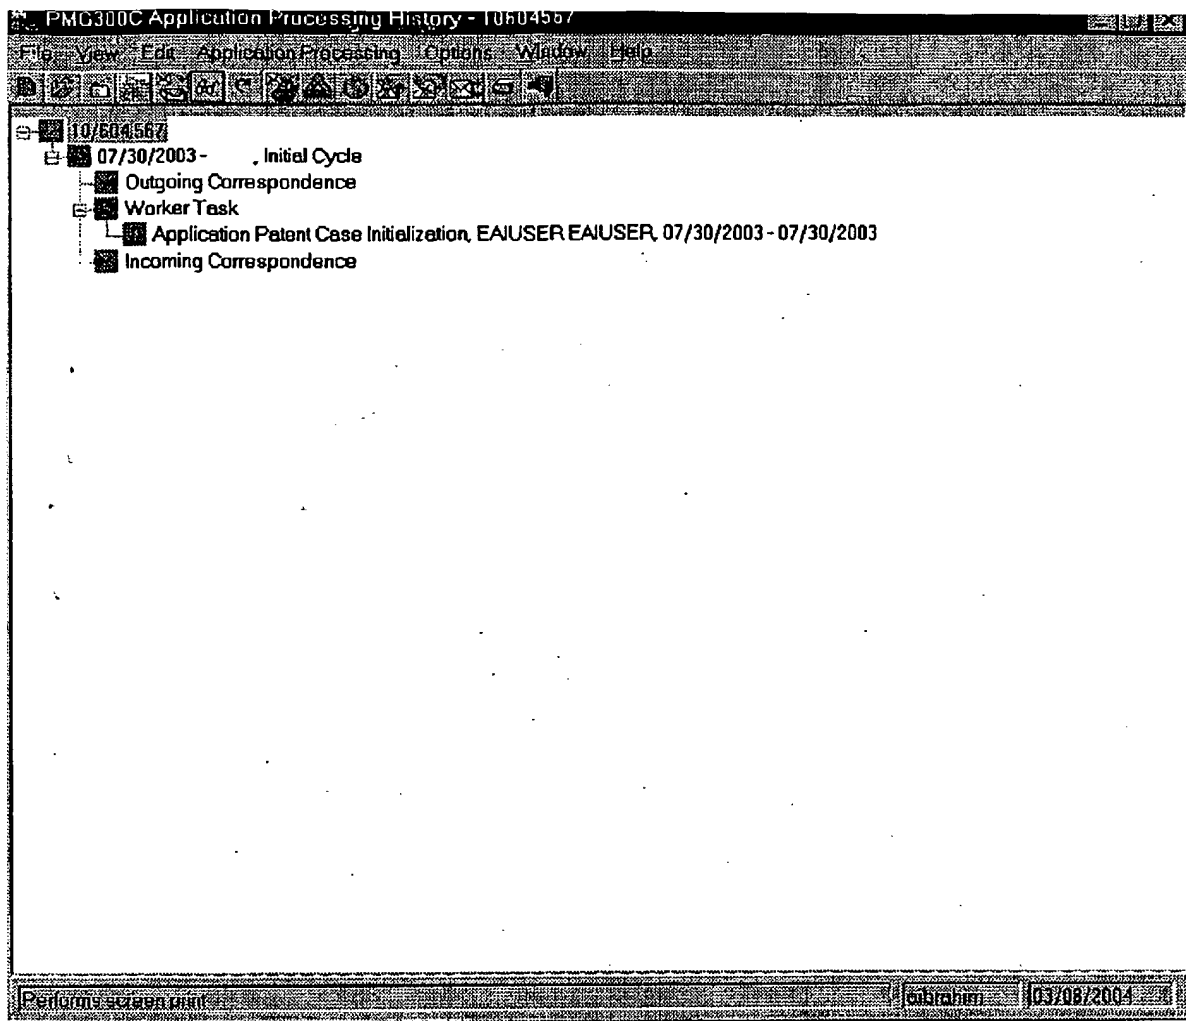 PMG300C Application Processing History - 10604567
File View Edit Application Processing Options Window Help
10/604,567
07/30/2003 - , Initial Cycle
Outgoing Correspondence
Worker Task
Application Patent Case Initialization, EAIUSER EAIUSER, 07/30/2003 - 07/30/2003
Incoming Correspondence
Performs screen print
03/08/2004